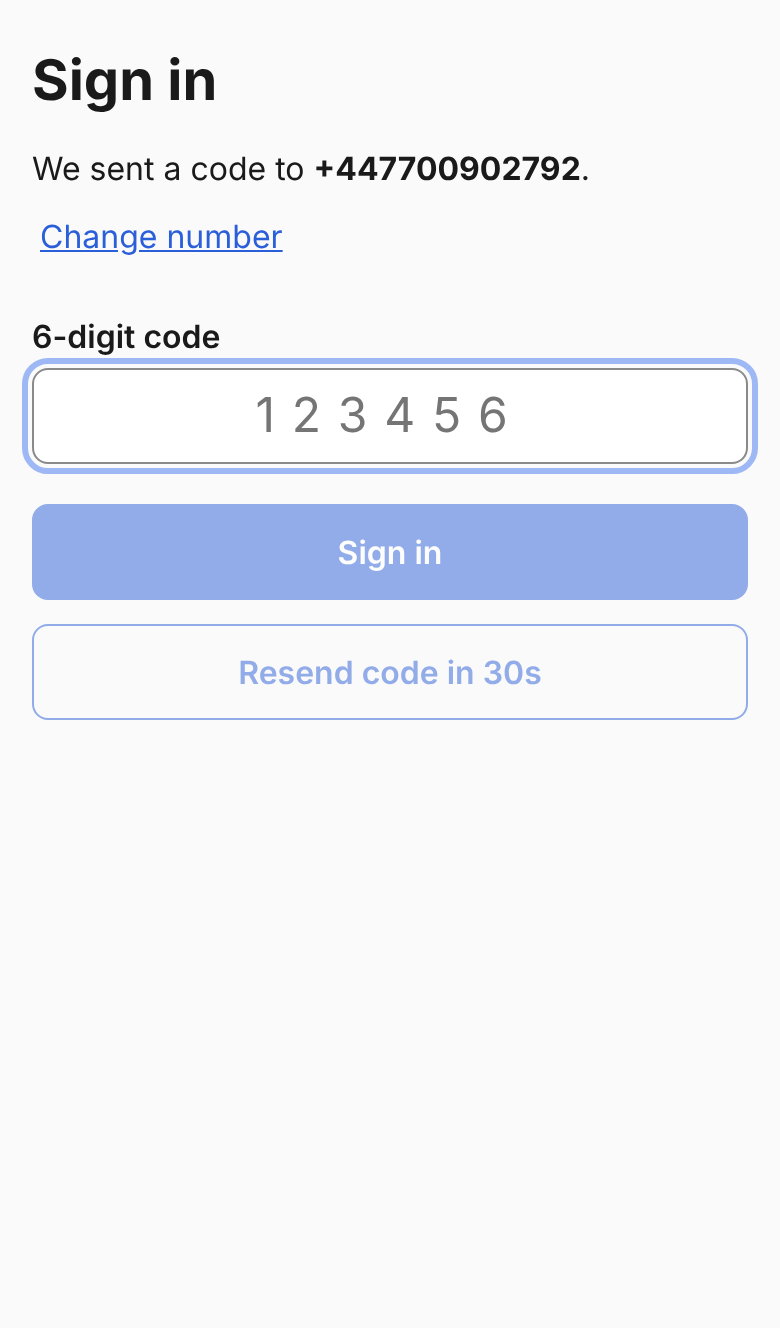 Sign in
We sent a code to +447700902792.
Change number
6-digit code
1 2 3 4 5 6
Sign in
Resend code in 30s